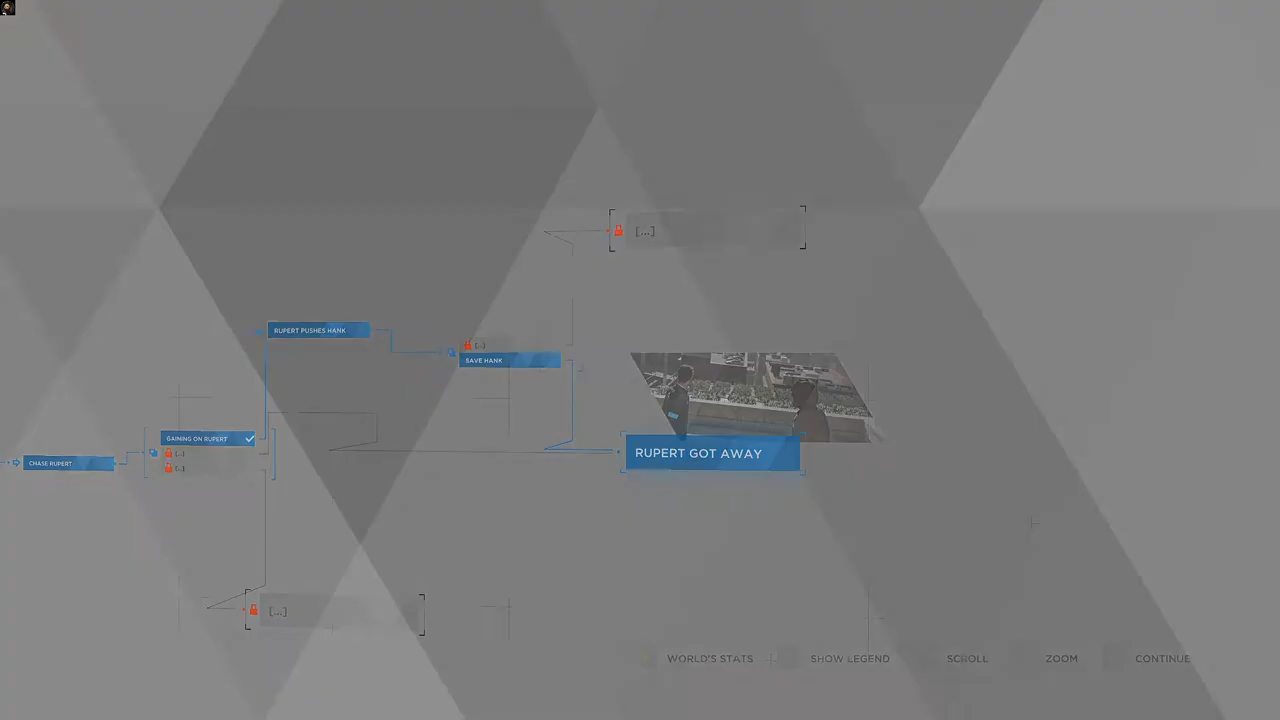 [...]
RUPERT PUSHES HANK
[...]
SAVE HANK
GAINING ON RUPERT
[...]
[...]
CHASE RUPERT
RUPERT GOT AWAY
[...]
WORLD'S STATS
SHOW LEGEND
SCROLL
ZOOM
CONTINUE